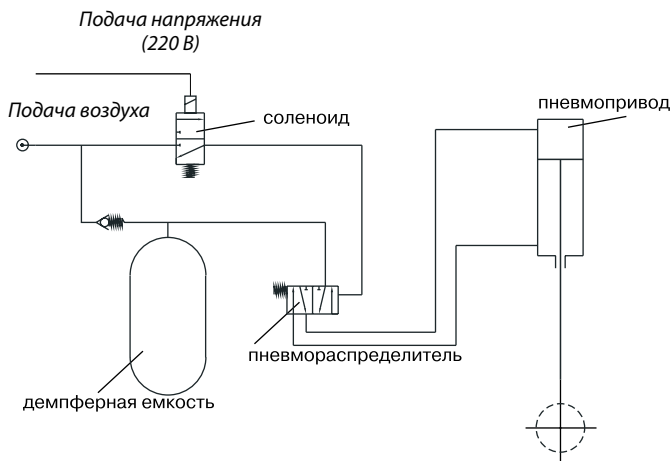 Подача напряжения
(220 В)
Подача воздуха
соленоид
пневмопривод
пневмораспределитель
демпферная емкость